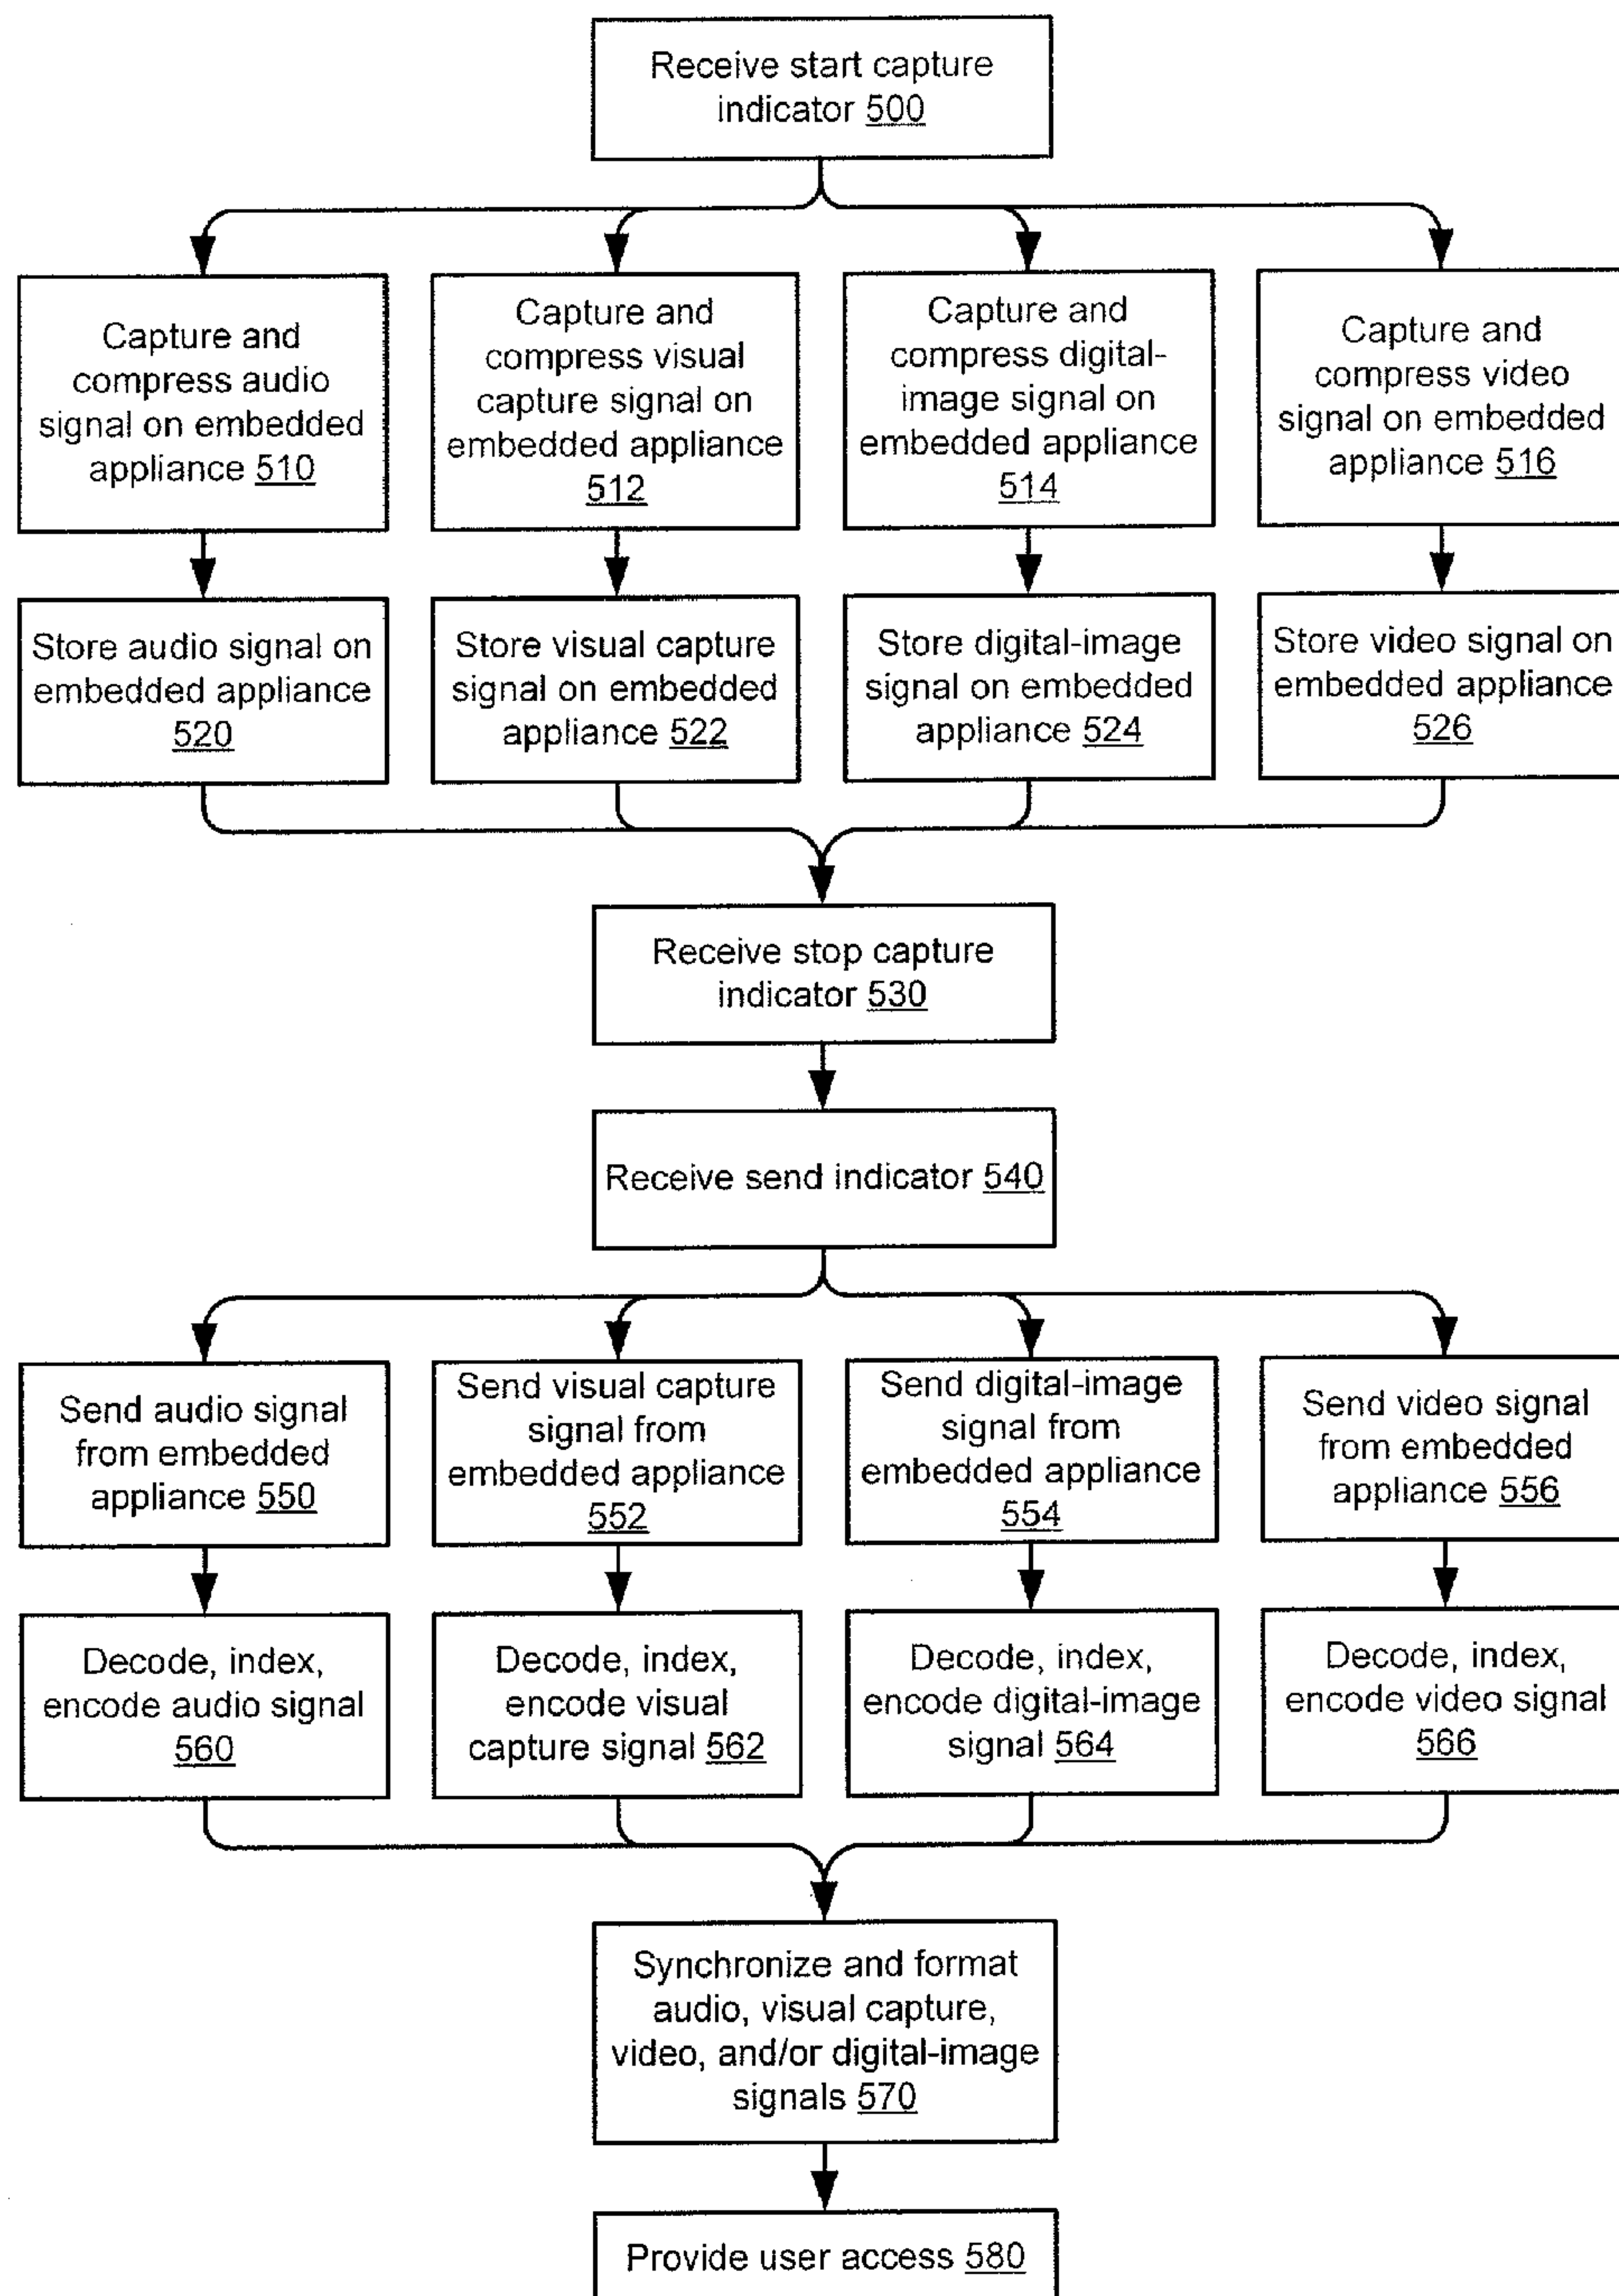 Receive start capture
indicator 500
Capture and
compress audio
signal on embedded
appliance 510
Capture and
compress visual
capture signal on
embedded appliance
512
Capture and
compress digital-
image signal on
embedded appliance
514
Capture and
compress video
signal on embedded
appliance 516
Store audio signal on
embedded appliance
520
Store visual capture
signal on embedded
appliance 522
Store digital-image
signal on embedded
appliance 524
Store video signal on
embedded appliance
526
Receive stop capture
indicator 530
Receive send indicator 540
Send audio signal
from embedded
appliance 550
Send visual capture
signal from
embedded appliance
552
Send digital-image
signal from
embedded appliance
554
Send video signal
from embedded
appliance 556
Decode, index,
encode audio signal
560
Decode, index,
encode visual
capture signal 562
Decode, index,
encode digital-image
signal 564
Decode, index,
encode video signal
566
Synchronize and format
audio, visual capture,
video, and/or digital-image
signals 570
Provide user access 580